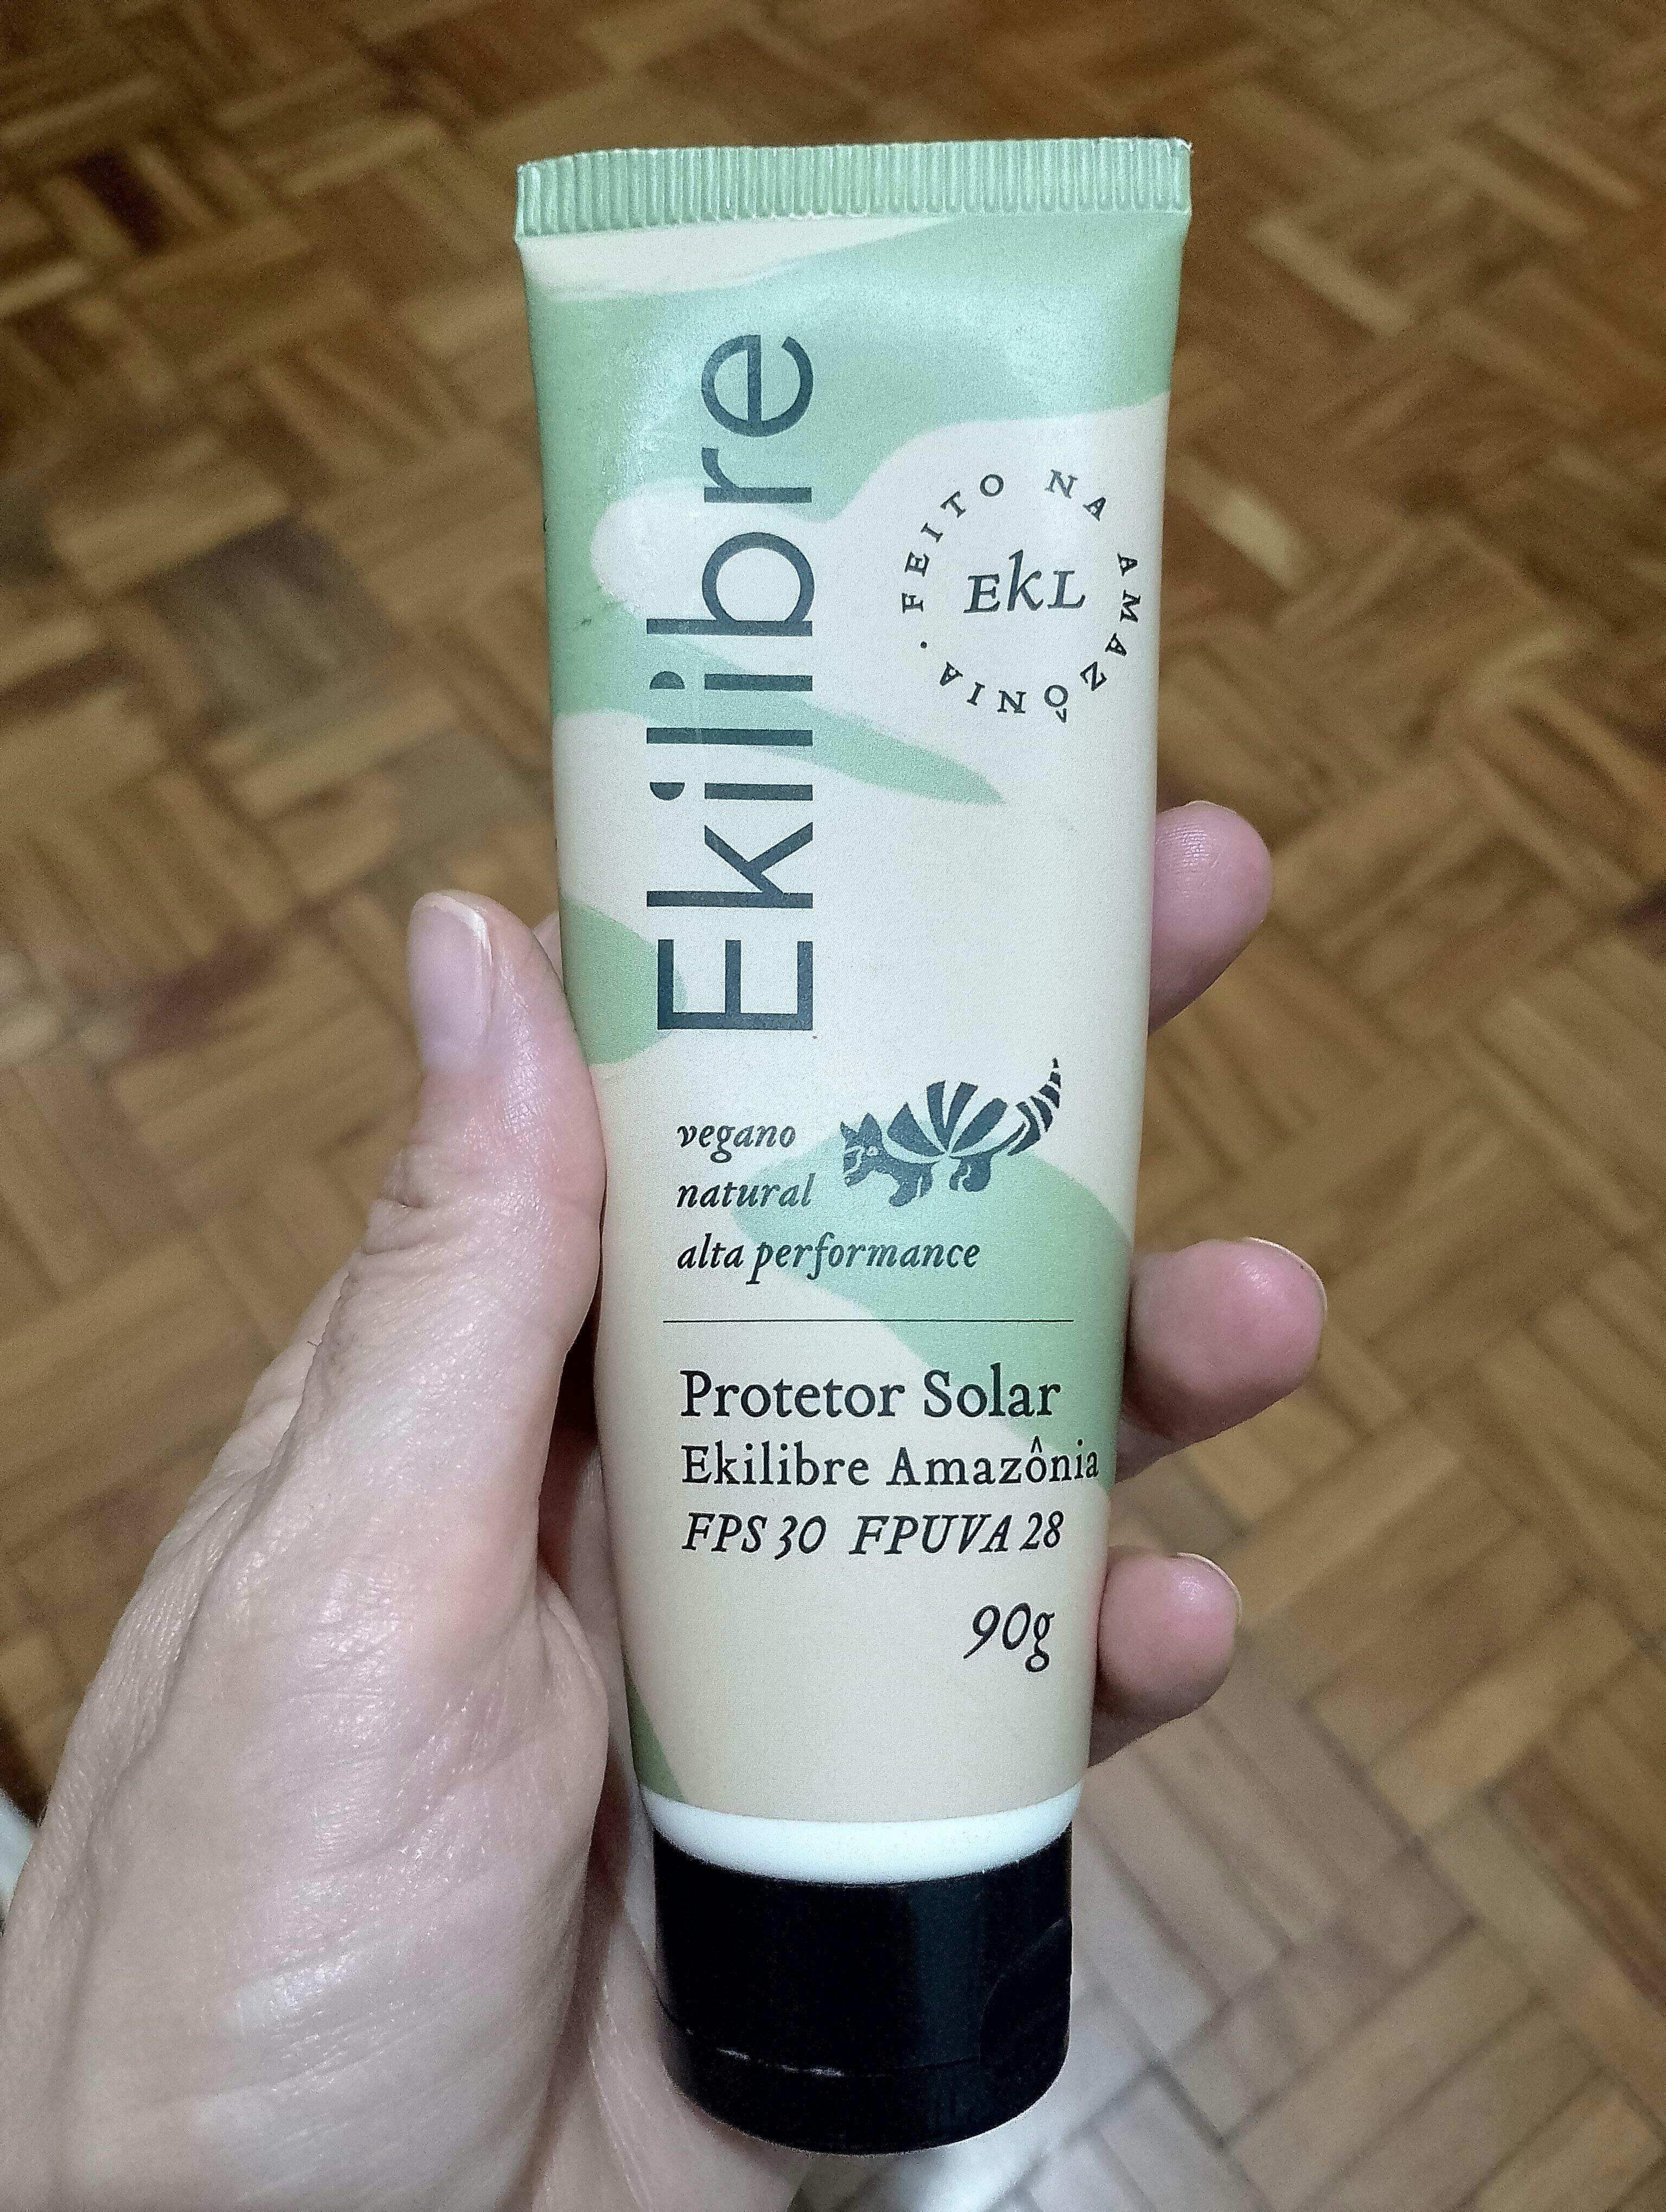 Ekilibre
FEITO NA AMAZÔNIA ·
EKL
vegano
natural
alta performance
Protetor Solar
Ekilibre Amazônia
FPS 30 FPUVA 28
90g